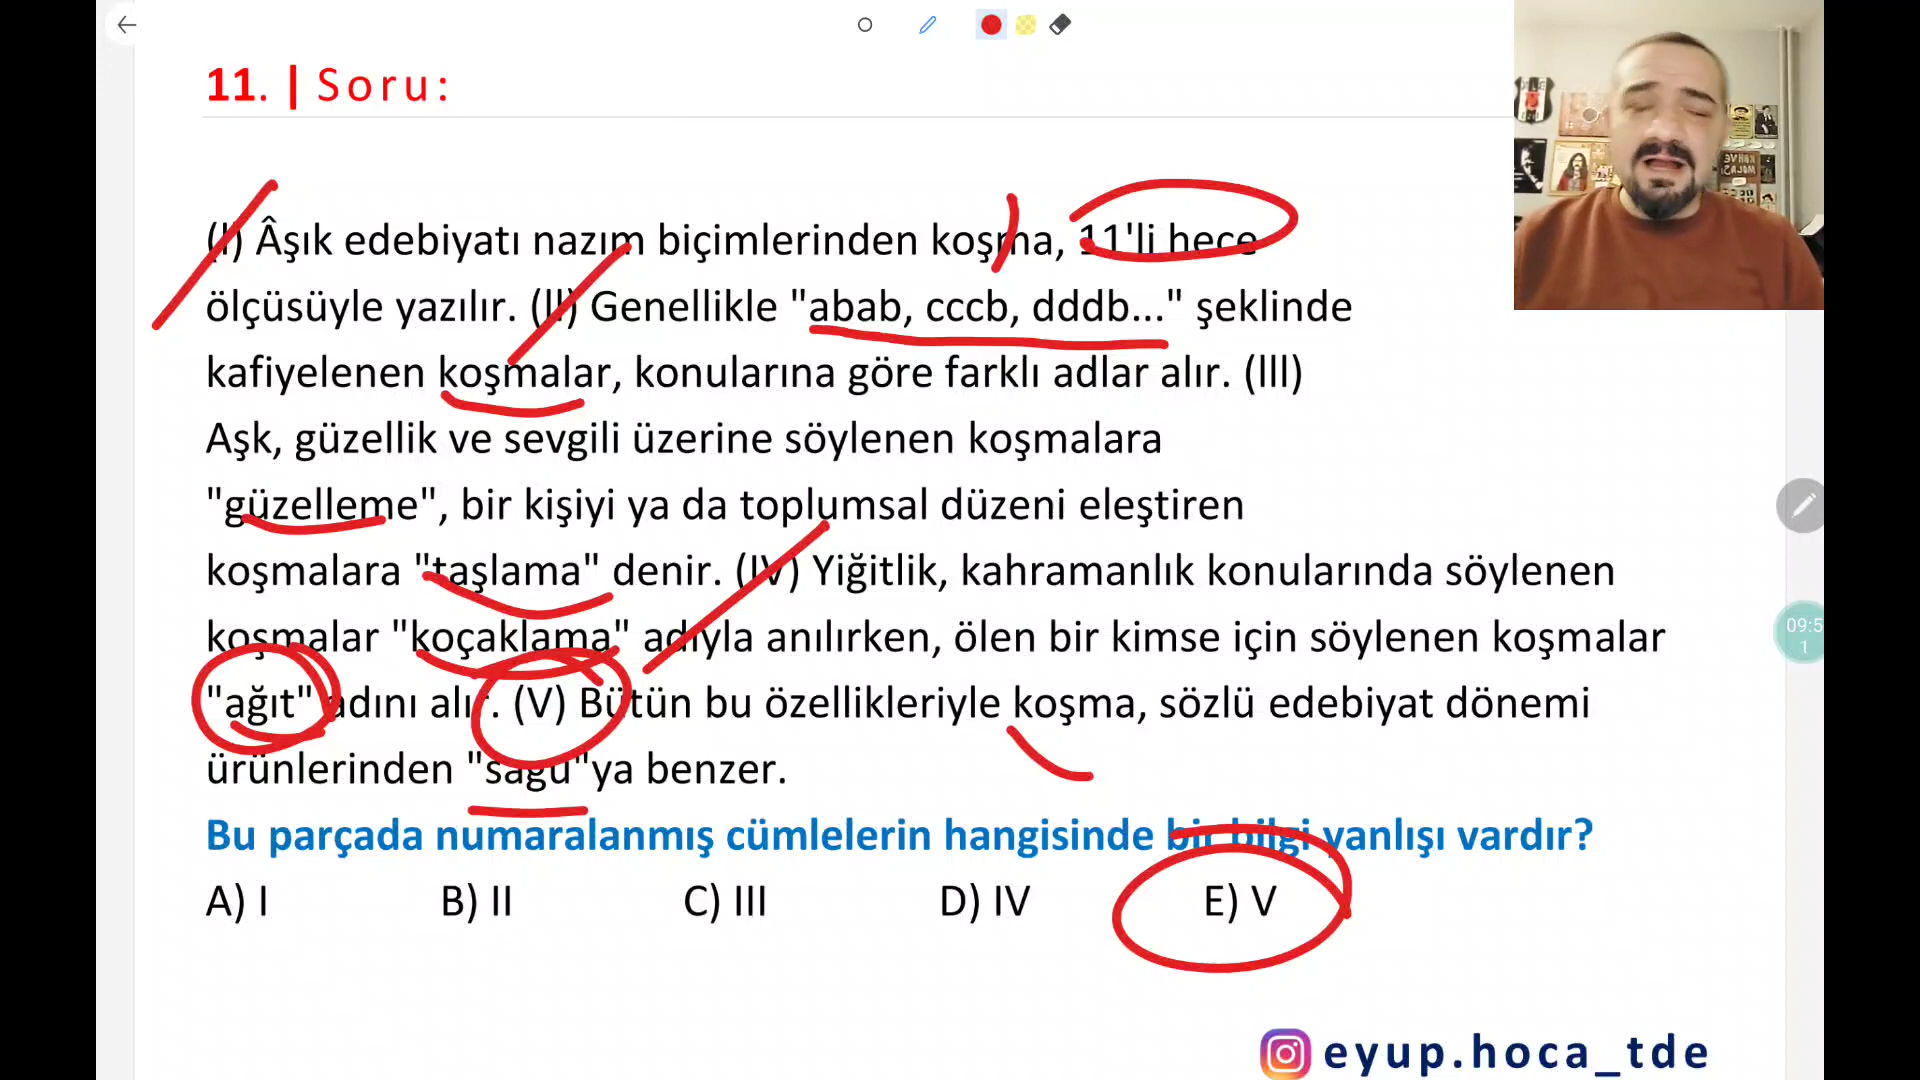 11. | Soru:
(I) Âşık edebiyatı nazım biçimlerinden koşma, 11'li hece
ölçüsüyle yazılır. (II) Genellikle "abab, cccb, dddb..." şeklinde
kafiyelenen koşmalar, konularına göre farklı adlar alır. (III)
Aşk, güzellik ve sevgili üzerine söylenen koşmalara
"güzelleme", bir kişiyi ya da toplumsal düzeni eleştiren
koşmalara "taşlama" denir. (IV) Yiğitlik, kahramanlık konularında söylenen
koşmalar "koçaklama" adıyla anılırken, ölen bir kimse için söylenen koşmalar
"ağıt" adını alır. (V) Bütün bu özellikleriyle koşma, sözlü edebiyat dönemi
ürünlerinden "sagu"ya benzer.
Bu parçada numaralanmış cümlelerin hangisinde bir bilgi yanlışı vardır?
A) I B) II C) III D) IV E) V
09:5
1
eyup.hoca_tde